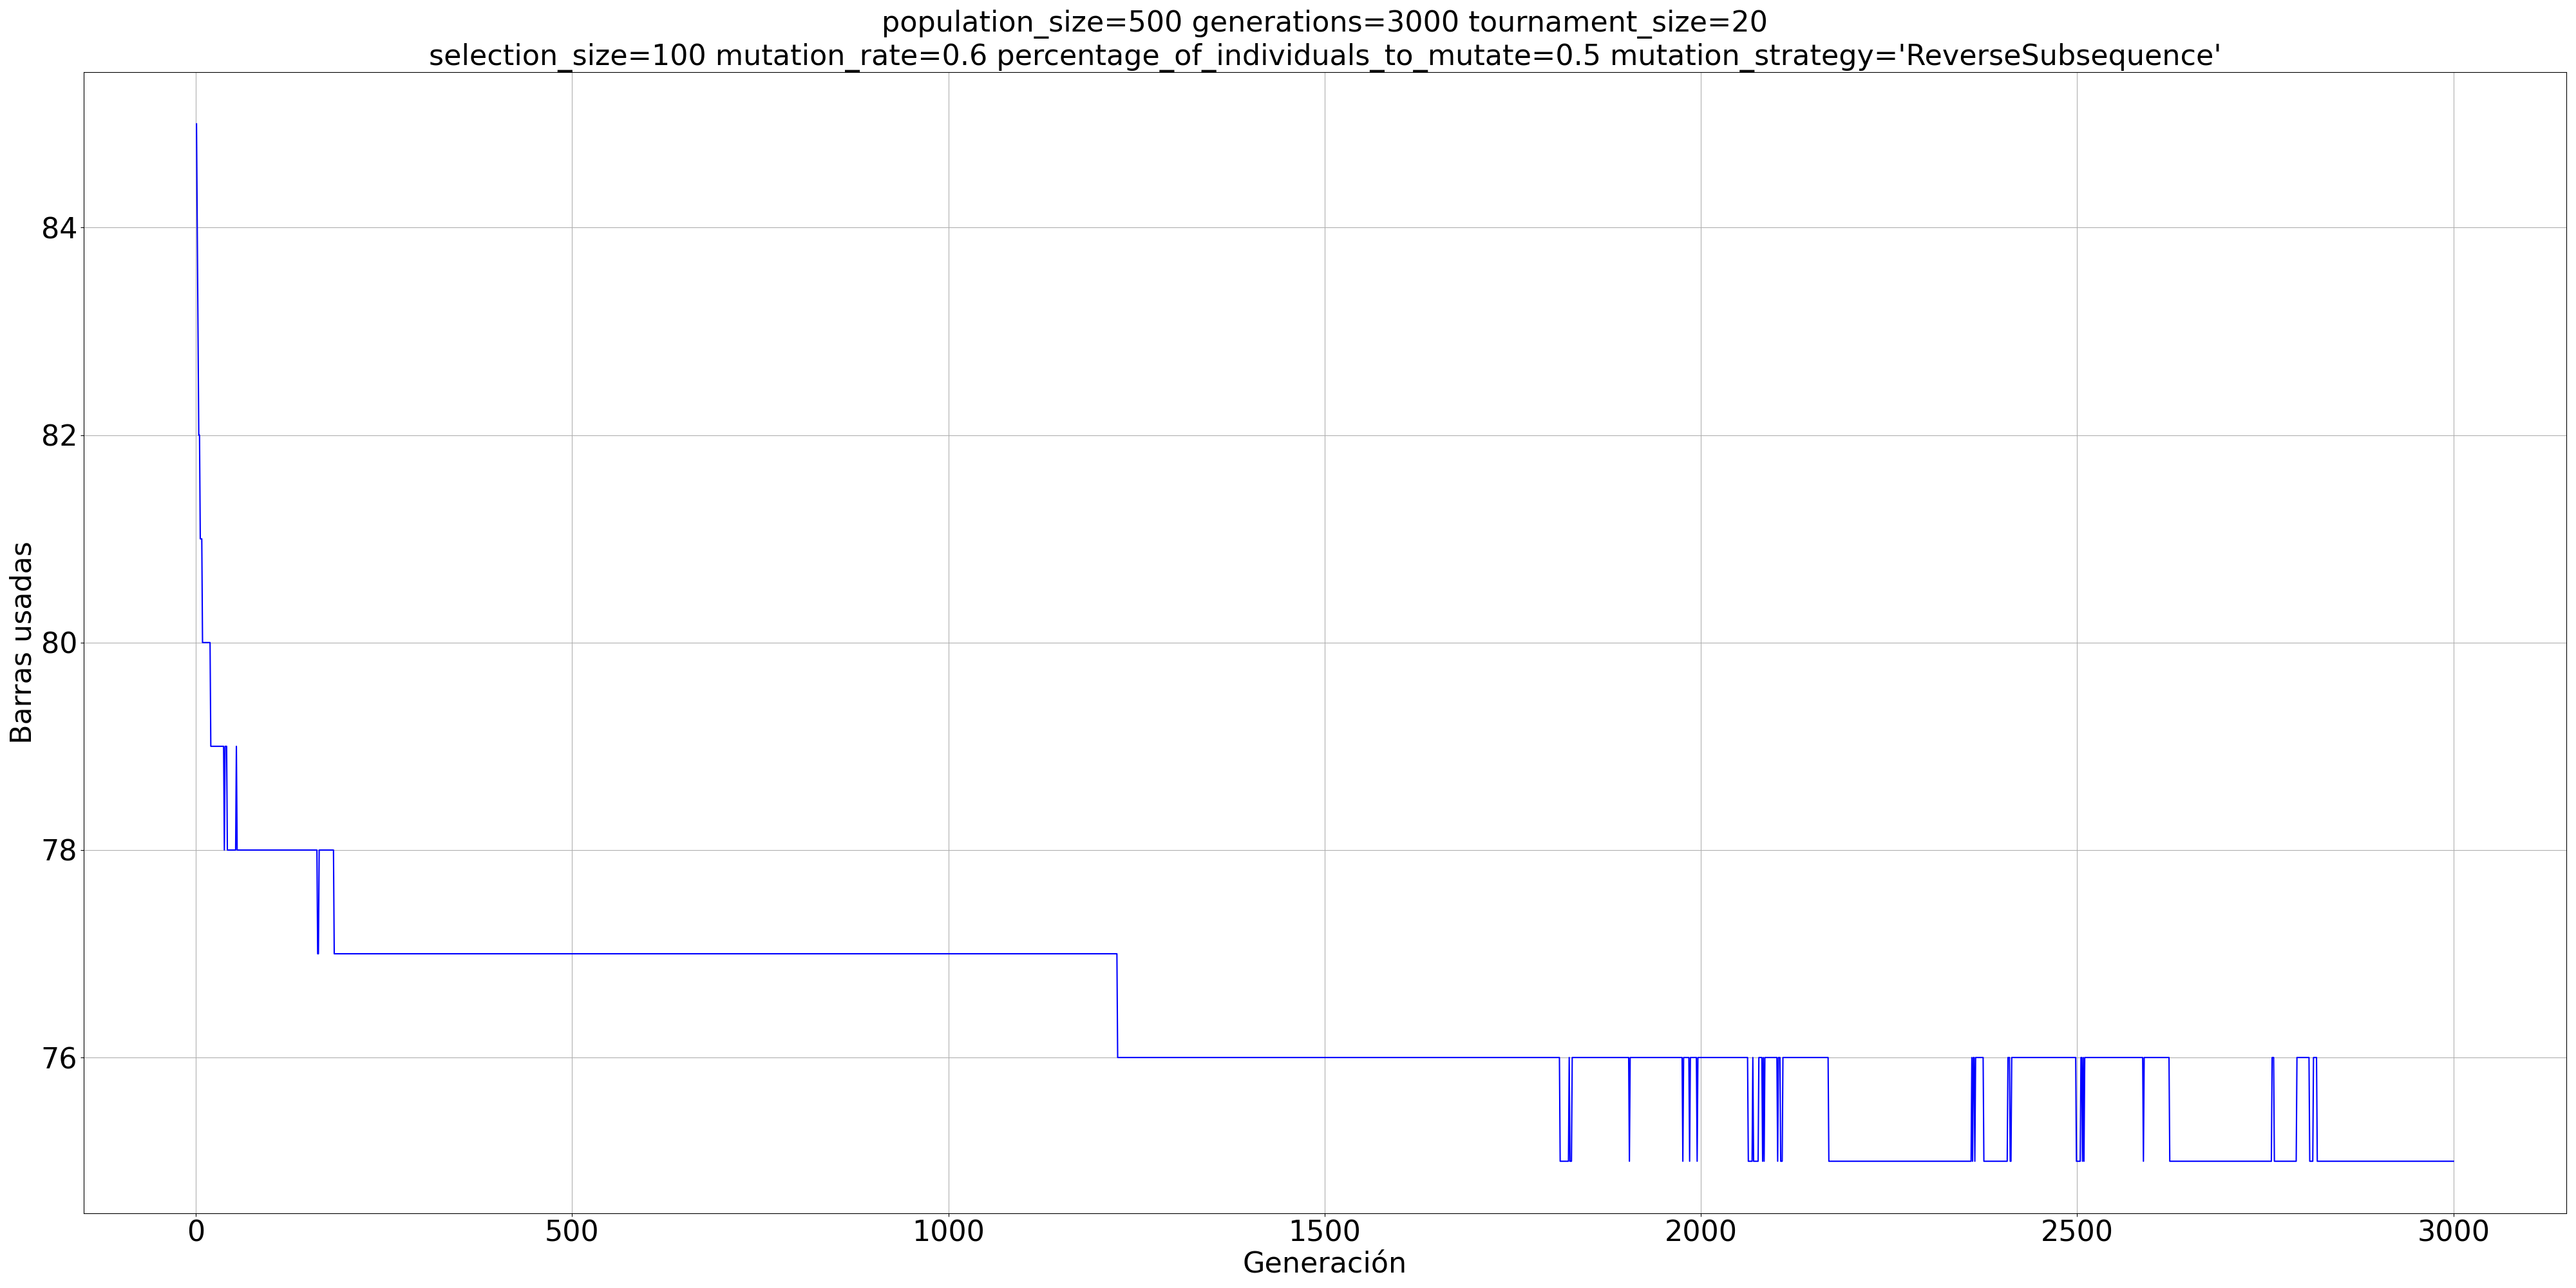 population_size=500 generations=3000 tournament_size=20
selection_size=100 mutation_rate=0.6 percentage_of_individuals_to_mutate=0.5 mutation_strategy='ReverseSubsequence'
Barras usadas
84
82
80
78
76
0 500 1000 1500 2000 2500 3000
Generación